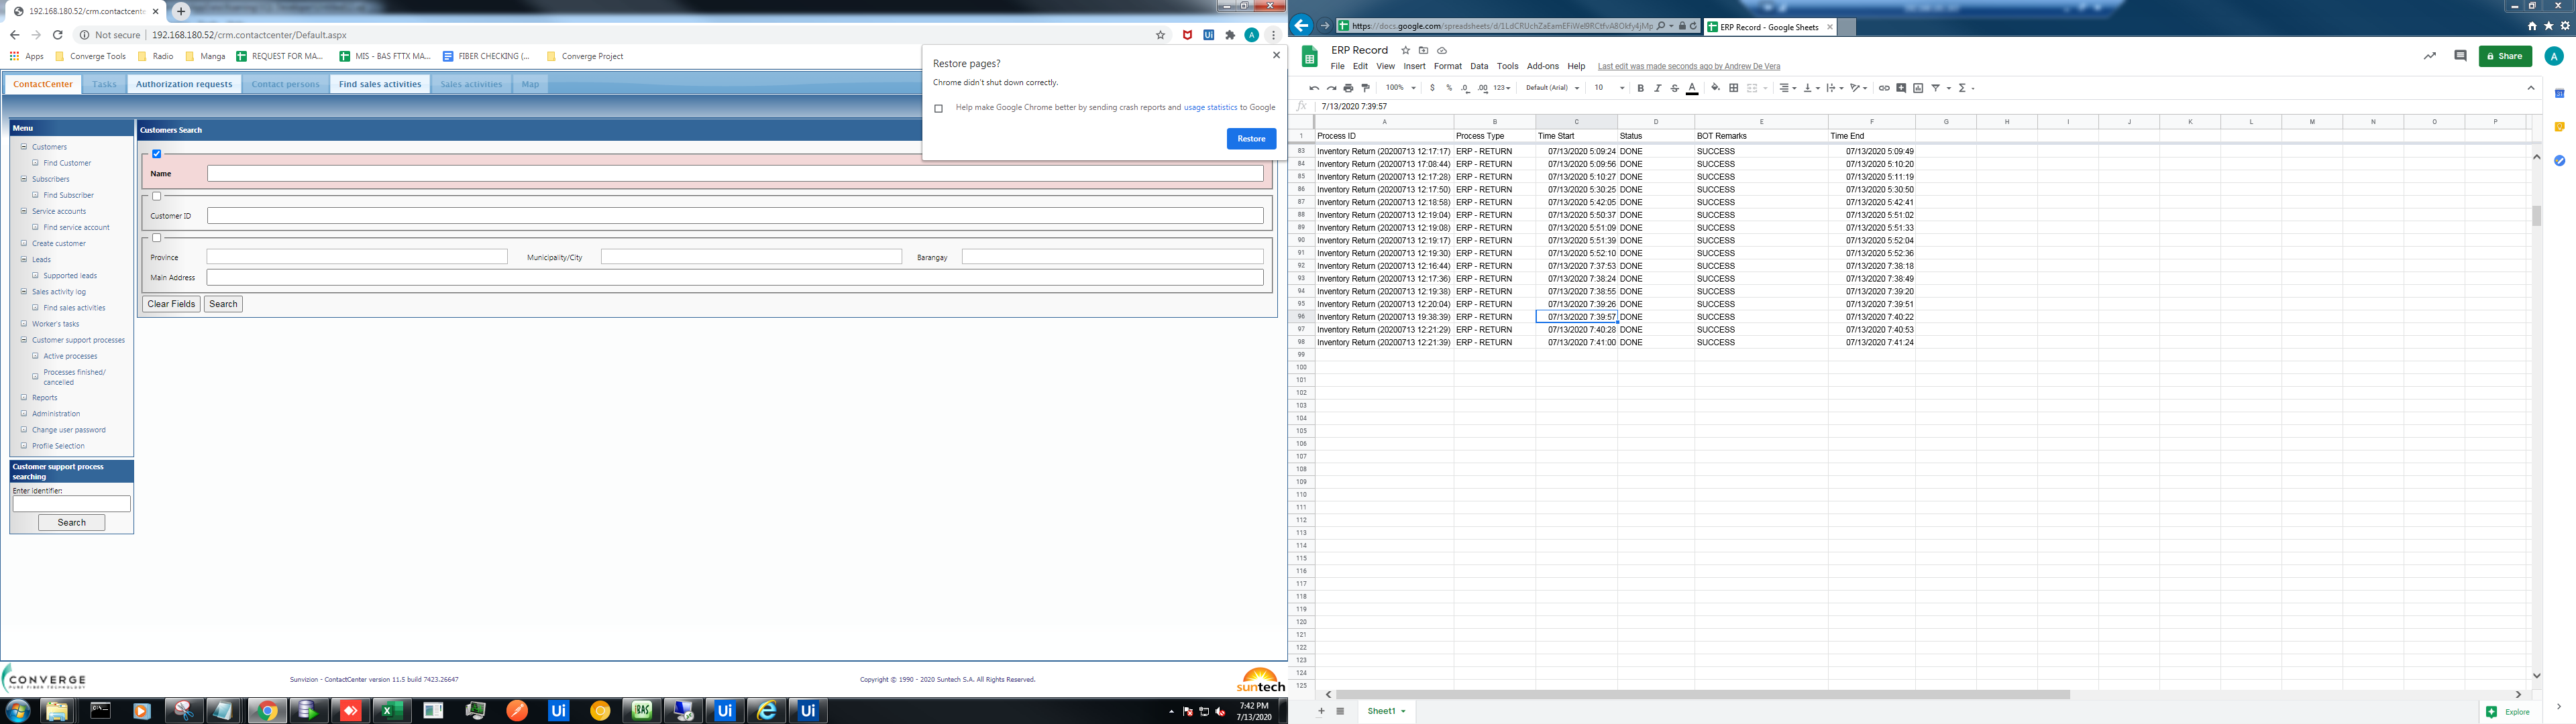 192.168.180.52/crm.contactcente
Not secure | 192.168.180.52/crm.contactcenter/Default.aspx
Apps Converge Tools Radio Manga REQUEST FOR MA... MIS - BAS FTTX MA... FIBER CHECKING (... Converge Project
Restore pages?
Chrome didn't shut down correctly.
Help make Google Chrome better by sending crash reports and usage statistics to Google
Restore
ContactCenter Tasks Authorization requests Contact persons Find sales activities Sales activities Map
Menu
Customers
Find Customer
Subscribers
Find Subscriber
Service accounts
Find service account
Create customer
Leads
Supported leads
Sales activity log
Find sales activities
Worker's tasks
Customer support processes
Active processes
Processes finished/
cancelled
Reports
Administration
Change user password
Profile Selection
Customer support process
searching
Enter identifier:
Search
Customers Search
Name
Customer ID
Province Municipality/City Barangay
Main Address
Clear Fields Search
CONVERGE
PURE FIBER TECHNOLOGY
Sunvizion - ContactCenter version 11.5 build 7423.26647
Copyright © 1990 - 2020 Suntech S.A. All Rights Reserved.
suntech
7:42 PM
7/13/2020
ERP Record - Google Sheets
ERP Record
File Edit View Insert Format Data Tools Add-ons Help Last edit was made seconds ago by Andrew De Vera
Share
100% $ % .0 .00 123 Default (Arial) 10 B I S A
fx 7/13/2020 7:39:57
A B C D E F G H I J K L M N O P
1 Process ID Process Type Time Start Status BOT Remarks Time End
83 Inventory Return (20200713 12:17:17) ERP - RETURN 07/13/2020 5:09:24 DONE SUCCESS 07/13/2020 5:09:49
84 Inventory Return (20200713 17:08:44) ERP - RETURN 07/13/2020 5:09:56 DONE SUCCESS 07/13/2020 5:10:20
85 Inventory Return (20200713 12:17:28) ERP - RETURN 07/13/2020 5:10:27 DONE SUCCESS 07/13/2020 5:11:19
86 Inventory Return (20200713 12:17:50) ERP - RETURN 07/13/2020 5:30:25 DONE SUCCESS 07/13/2020 5:30:50
87 Inventory Return (20200713 12:18:58) ERP - RETURN 07/13/2020 5:42:05 DONE SUCCESS 07/13/2020 5:42:41
88 Inventory Return (20200713 12:19:04) ERP - RETURN 07/13/2020 5:50:37 DONE SUCCESS 07/13/2020 5:51:02
89 Inventory Return (20200713 12:19:08) ERP - RETURN 07/13/2020 5:51:09 DONE SUCCESS 07/13/2020 5:51:33
90 Inventory Return (20200713 12:19:17) ERP - RETURN 07/13/2020 5:51:39 DONE SUCCESS 07/13/2020 5:52:04
91 Inventory Return (20200713 12:19:30) ERP - RETURN 07/13/2020 5:52:10 DONE SUCCESS 07/13/2020 5:52:36
92 Inventory Return (20200713 12:16:44) ERP - RETURN 07/13/2020 7:37:53 DONE SUCCESS 07/13/2020 7:38:18
93 Inventory Return (20200713 12:17:36) ERP - RETURN 07/13/2020 7:38:24 DONE SUCCESS 07/13/2020 7:38:49
94 Inventory Return (20200713 12:19:38) ERP - RETURN 07/13/2020 7:38:55 DONE SUCCESS 07/13/2020 7:39:20
95 Inventory Return (20200713 12:20:04) ERP - RETURN 07/13/2020 7:39:26 DONE SUCCESS 07/13/2020 7:39:51
96 Inventory Return (20200713 19:38:39) ERP - RETURN 07/13/2020 7:39:57 DONE SUCCESS 07/13/2020 7:40:22
97 Inventory Return (20200713 12:21:29) ERP - RETURN 07/13/2020 7:40:28 DONE SUCCESS 07/13/2020 7:40:53
98 Inventory Return (20200713 12:21:39) ERP - RETURN 07/13/2020 7:41:00 DONE SUCCESS 07/13/2020 7:41:24
99
100
101
102
103
104
105
106
107
108
109
110
111
112
113
114
115
116
117
118
119
120
121
122
123
124
125
Sheet1
Explore